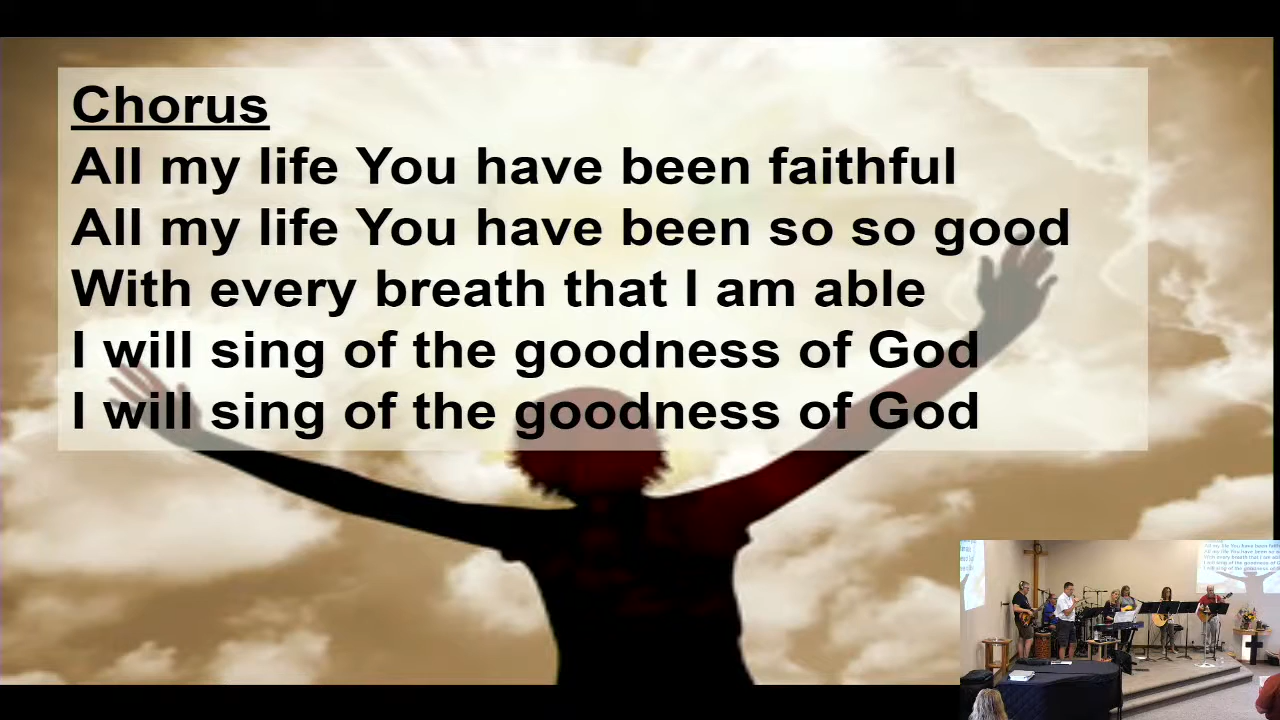 Chorus
All my life You have been faithful
All my life You have been so so good
With every breath that I am able
I will sing of the goodness of God
I will sing of the goodness of God